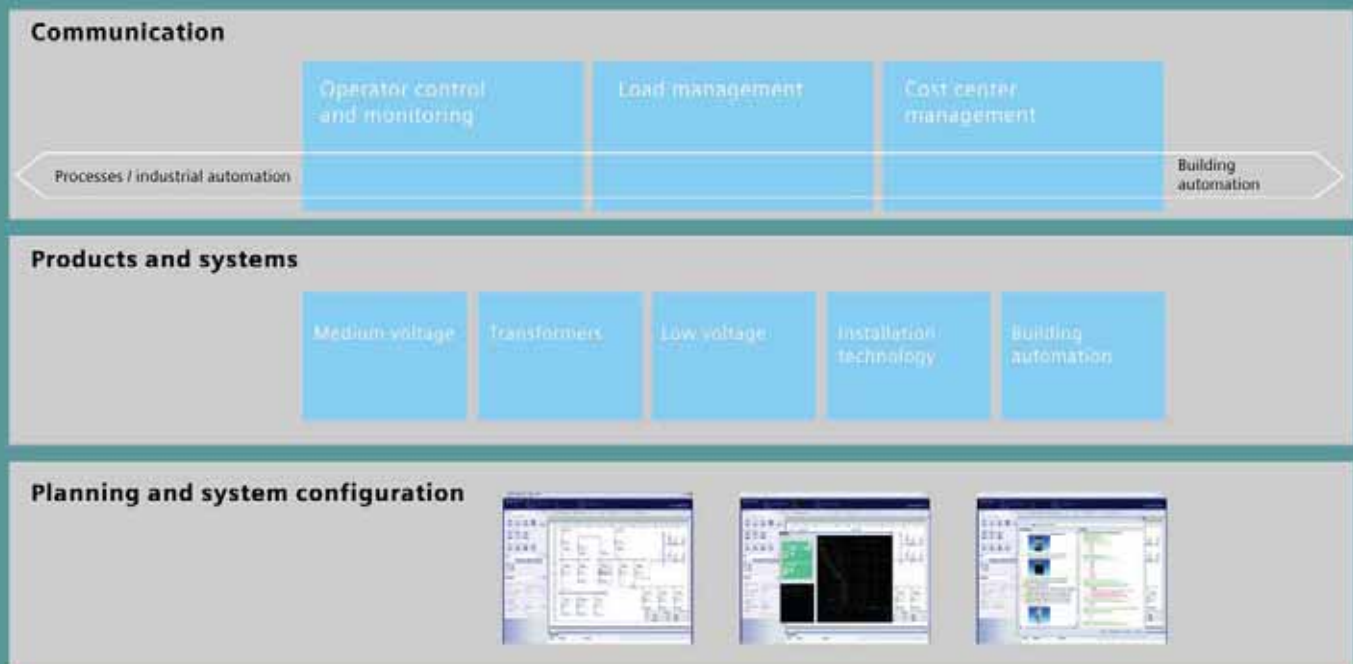 Communication
Operator control
and monitoring
Load management
Cost center
management
Processes / industrial automation
Building
automation
Products and systems
Medium voltage
Transformers
Low voltage
Installation
technology
Building
automation
Planning and system configuration